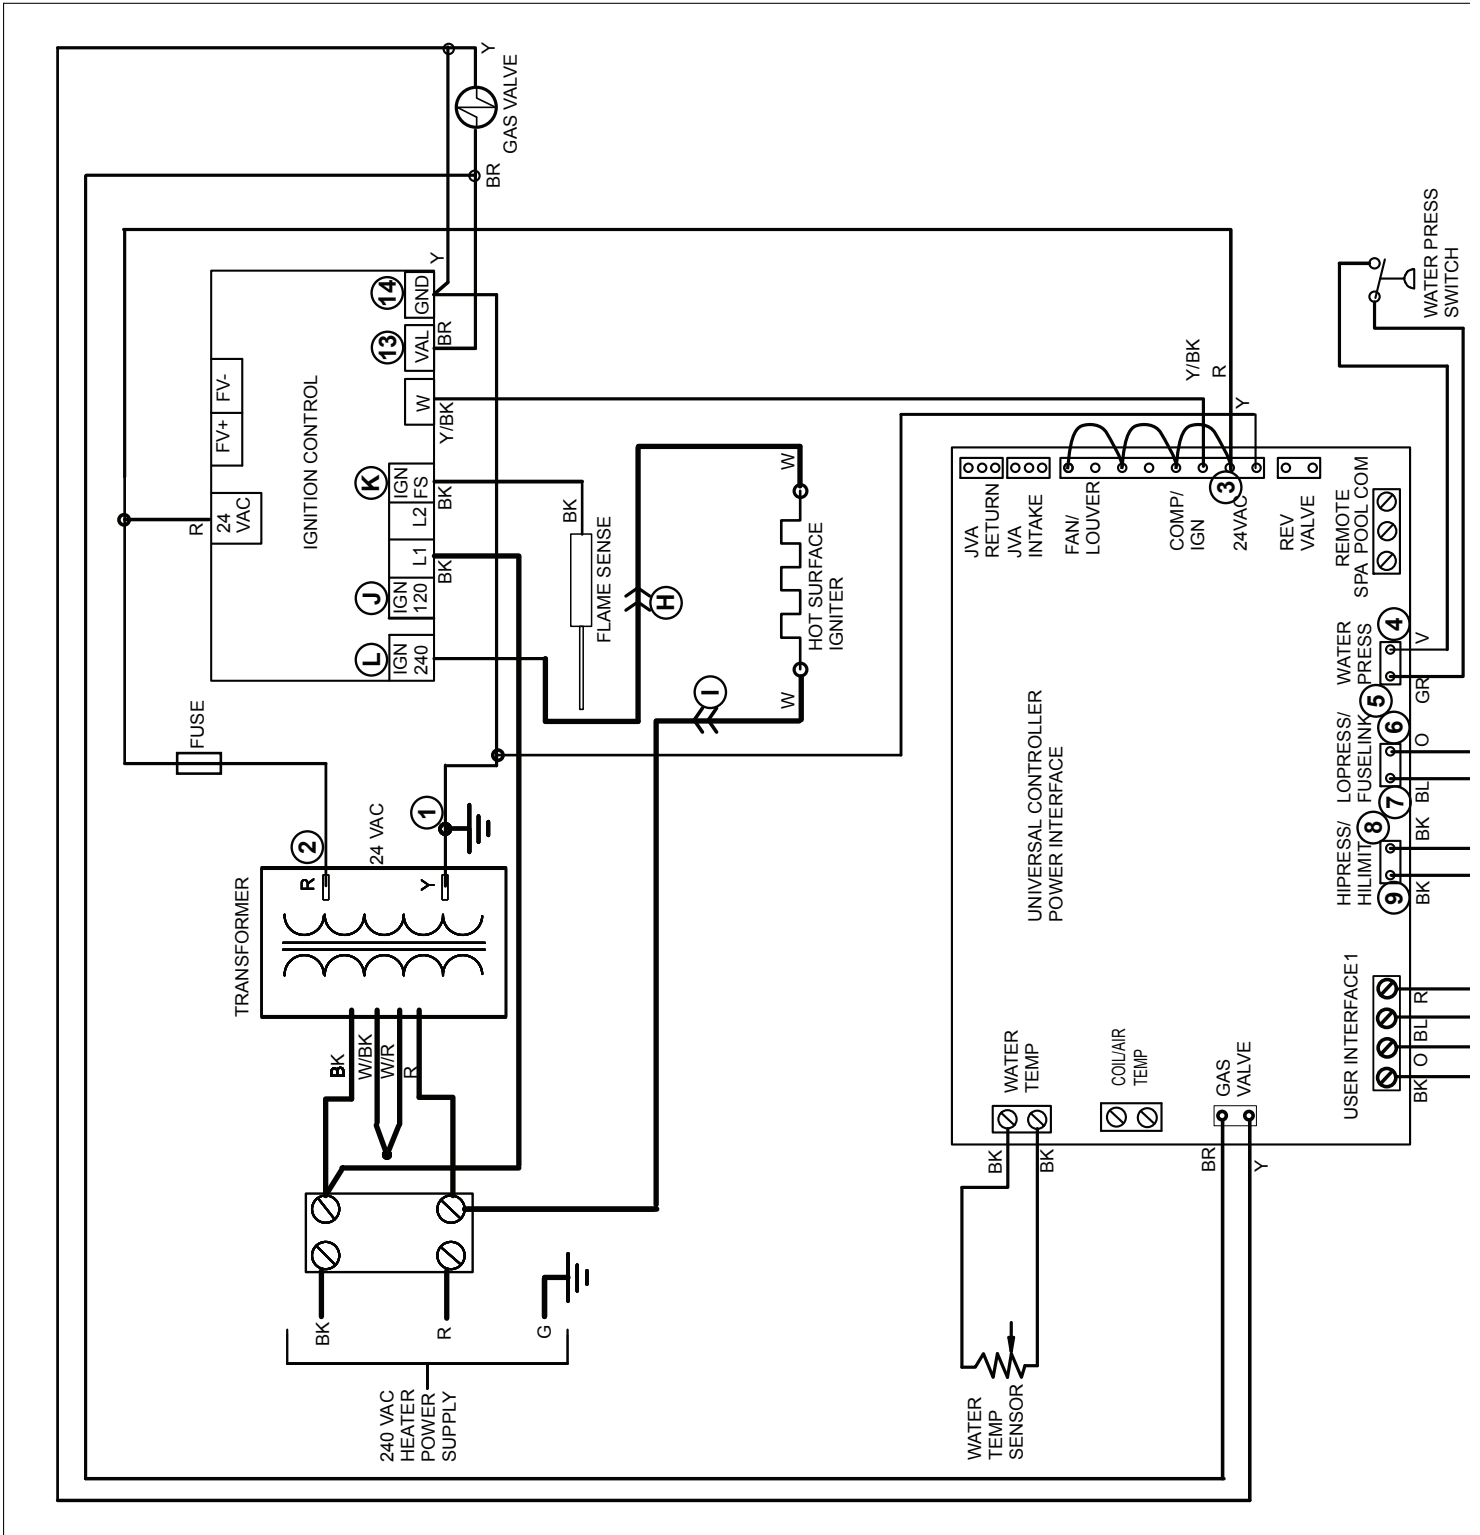 240 VAC
HEATER
POWER
SUPPLY
BK
R
G
TRANSFORMER
BK
W/BK
W/R
R
R
Y
2
24 VAC
1
FUSE
IGNITION CONTROL
R
24
VAC
FV+
FV-
L
IGN
240
J
IGN
120
L1
BK
L2
K
IGN
FS
BK
W
Y/BK
13
VAL
BR
14
GND
Y
BR
GAS VALVE
Y
BK
FLAME SENSE
H
I
W
W
HOT SURFACE
IGNITER
UNIVERSAL CONTROLLER
POWER INTERFACE
JVA
RETURN
JVA
INTAKE
FAN/
LOUVER
COMP/
IGN
24VAC
3
Y/BK
R
Y
REV
VALVE
REMOTE
SPA POOL COM
WATER
PRESS
4
5
V
GR
WATER PRESS
SWITCH
LOPRESS/
FUSELINK
6
7
O
BL
HIPRESS/
HILIMIT
8
9
BK
BK
USER INTERFACE1
BK
O
BL
R
WATER
TEMP
BK
BK
COIL/AIR
TEMP
GAS
VALVE
BR
Y
WATER
TEMP
SENSOR